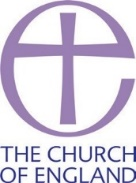 THE CHURCH
OF ENGLAND